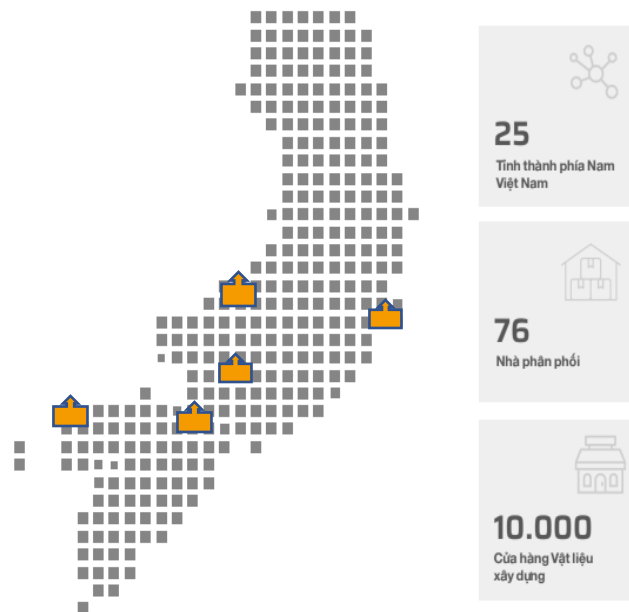 25
Tỉnh thành phía Nam
Việt Nam
76
Nhà phân phối
10.000
Cửa hàng Vật liệu
xây dựng